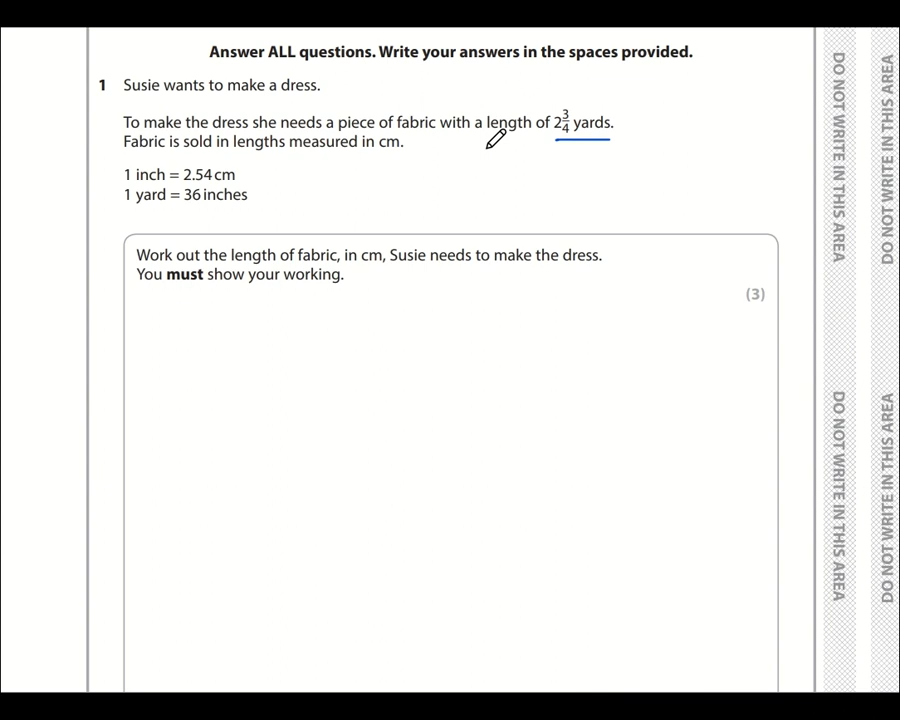 Answer ALL questions. Write your answers in the spaces provided.
1 Susie wants to make a dress.
To make the dress she needs a piece of fabric with a length of 2 3/4 yards.
Fabric is sold in lengths measured in cm.
1 inch = 2.54 cm
1 yard = 36 inches
Work out the length of fabric, in cm, Susie needs to make the dress.
You must show your working.
(3)
DO NOT WRITE IN THIS AREA
DO NOT WRITE IN THIS AREA
DO NOT WRITE IN THIS AREA
DO NOT WRITE IN THIS AREA